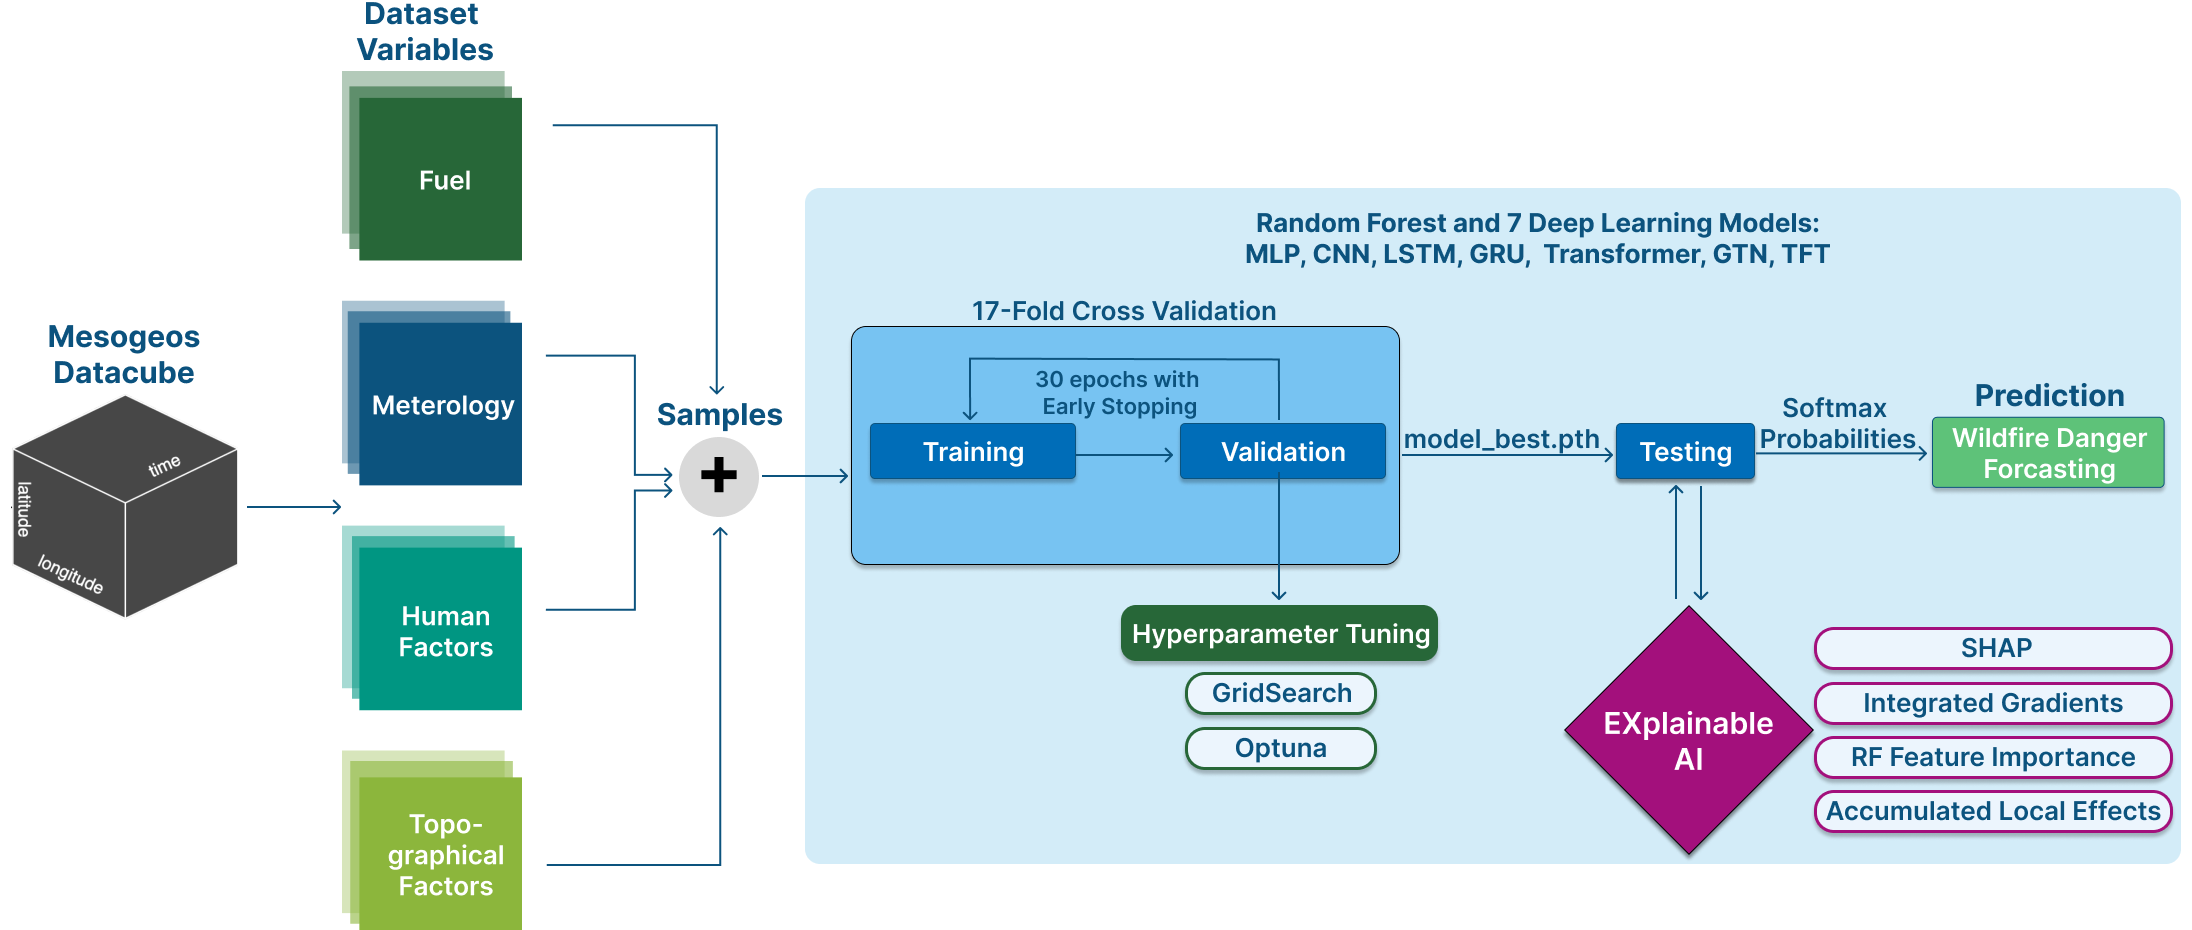 Dataset
Variables
Fuel
Meterology
Human
Factors
Topo-
graphical
Factors
Mesogeos
Datacube
time
latitude
longitude
Samples
+
Random Forest and 7 Deep Learning Models:
MLP, CNN, LSTM, GRU, Transformer, GTN, TFT
17-Fold Cross Validation
30 epochs with
Early Stopping
Training
Validation
model_best.pth
Testing
Softmax
Probabilities
Prediction
Wildfire Danger
Forcasting
Hyperparameter Tuning
GridSearch
Optuna
EXplainable
AI
SHAP
Integrated Gradients
RF Feature Importance
Accumulated Local Effects